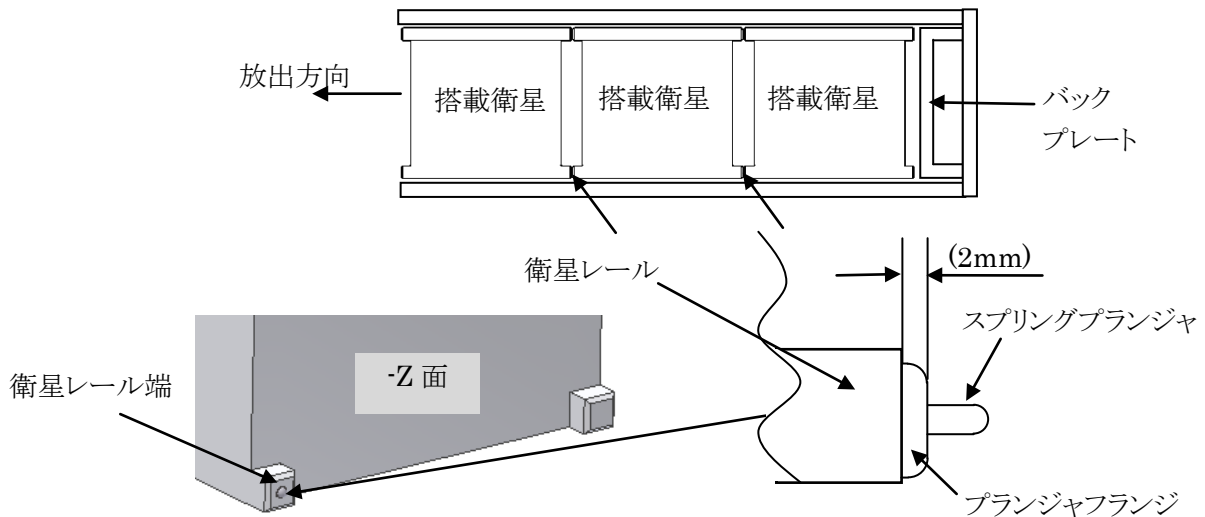 放出方向
搭載衛星
搭載衛星
搭載衛星
バック
プレート
衛星レール
(2mm)
スプリングプランジャ
衛星レール端
-Z 面
プランジャフランジ